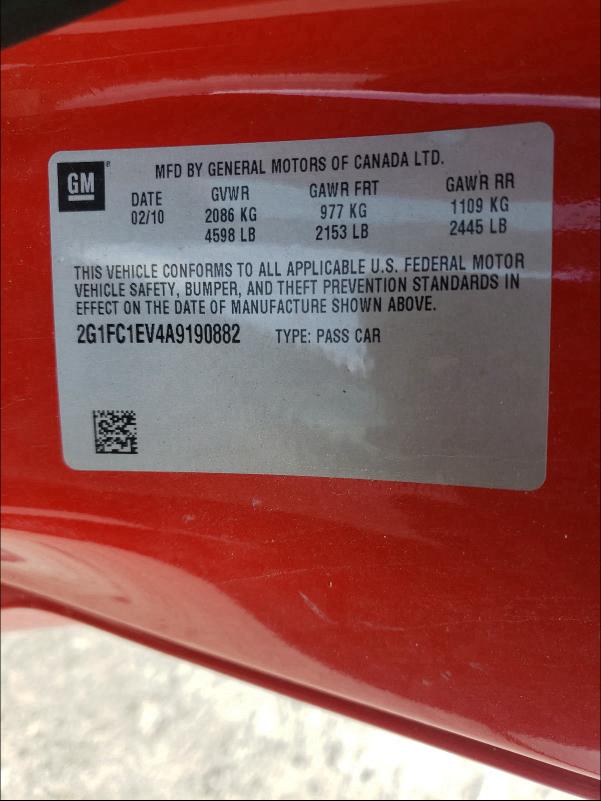 GM ® MFD BY GENERAL MOTORS OF CANADA LTD.
DATE GVWR GAWR FRT GAWR RR
02/10 2086 KG 977 KG 1109 KG
4598 LB 2153 LB 2445 LB
THIS VEHICLE CONFORMS TO ALL APPLICABLE U.S. FEDERAL MOTOR
VEHICLE SAFETY, BUMPER, AND THEFT PREVENTION STANDARDS IN
EFFECT ON THE DATE OF MANUFACTURE SHOWN ABOVE.
2G1FC1EV4A9190882 TYPE: PASS CAR